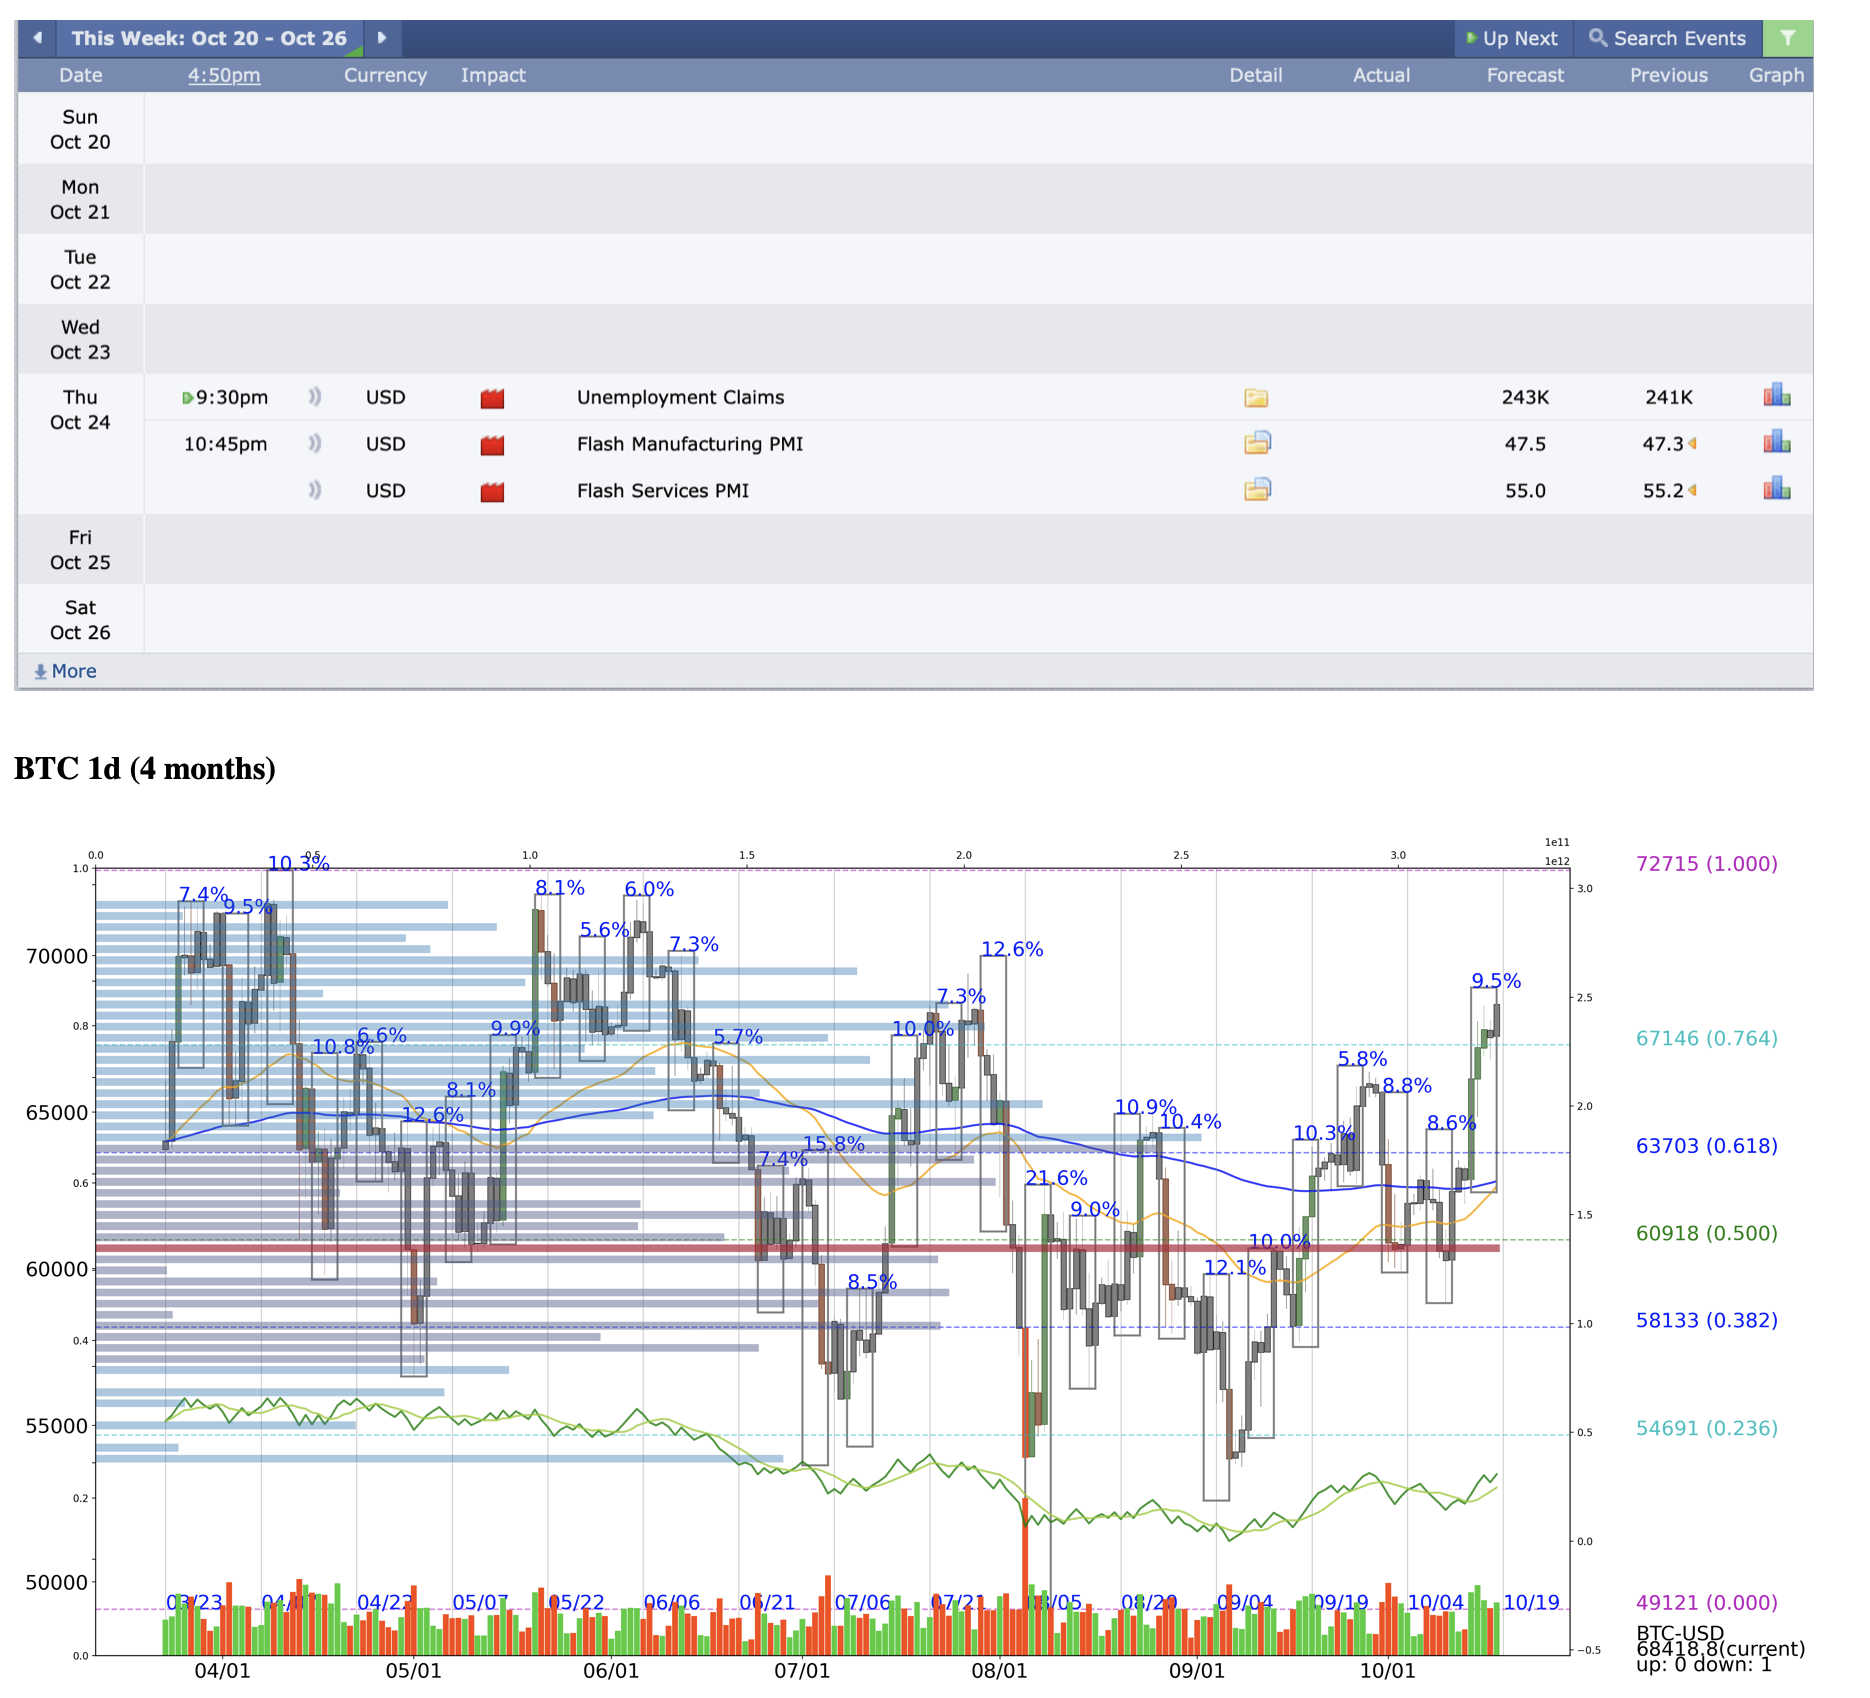 This Week: Oct 20 - Oct 26 Up Next Search Events
Date 4:50pm Currency Impact Detail Actual Forecast Previous Graph
Sun
Oct 20
Mon
Oct 21
Tue
Oct 22
Wed
Oct 23
Thu
Oct 24
9:30pm USD Unemployment Claims 243K 241K
10:45pm USD Flash Manufacturing PMI 47.5 47.3
USD Flash Services PMI 55.0 55.2
Fri
Oct 25
Sat
Oct 26
More
BTC 1d (4 months)
1e11
1e12
0.0 0.5 1.0 1.5 2.0 2.5 3.0
72715 (1.000)
67146 (0.764)
63703 (0.618)
60918 (0.500)
58133 (0.382)
54691 (0.236)
49121 (0.000)
BTC-USD
68418.8(current)
up: 0 down: 1
70000
65000
60000
55000
50000
1.0
0.8
0.6
0.4
0.2
0.0
3.0
2.5
2.0
1.5
1.0
0.5
0.0
−0.5
7.4%
9.5%
10.3%
10.8%
6.6%
12.6%
8.1%
9.9%
8.1%
5.6%
6.0%
7.3%
5.7%
7.4%
15.8%
8.5%
10.0%
7.3%
12.6%
21.6%
9.0%
10.9%
10.4%
12.1%
10.0%
10.3%
5.8%
8.8%
8.6%
9.5%
03/23 04/22 05/07 05/22 06/06 06/21 07/06 07/21 08/05 08/20 09/04 09/19 10/04 10/19
04/01 05/01 06/01 07/01 08/01 09/01 10/01